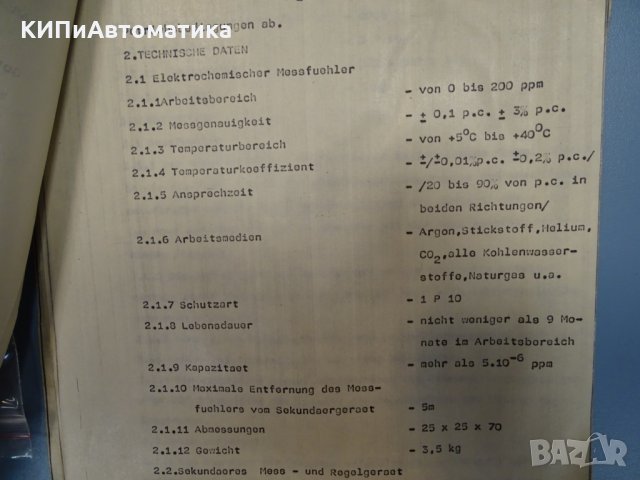 КИПиАвтоматика
ab.
2.TECHNISCHE DATEN
2.1 Elektrochemischer Messfuehler
2.1.1Arbeitsbereich - von 0 bis 200 ppm
2.1.2 Messgenauigkeit - ± 0,1 p.c. ± 3% p.c.
2.1.3 Temperaturbereich - von +5°C bis +40°C
2.1.4 Temperaturkoeffizient - ±/±0,01%p.c. ±0,2% p.c./
2.1.5 Ansprechzeit - /20 bis 90% von p.c. in
beiden Richtungen/
2.1.6 Arbeitsmedien - Argon,Stickstoff,Helium,
CO2,alle Kohlenwasser-
stoffe,Naturgas u.a.
2.1.7 Schutzart - 1 P 10
2.1.8 Lebensdauer - nicht weniger als 9 Mo-
nate im Arbeitsbereich
2.1.9 Kapazitaet - mehr als 5.10-6 ppm
2.1.10 Maximale Entfernung des Mess-
fuehlers vom Sekundaergeraet - 5m
2.1.11 Abmessungen - 25 x 25 x 70
2.1.12 Gewicht - 3,5 kg
2.2.Sekundaeres Mess - und Regelgeraet
BAZAR